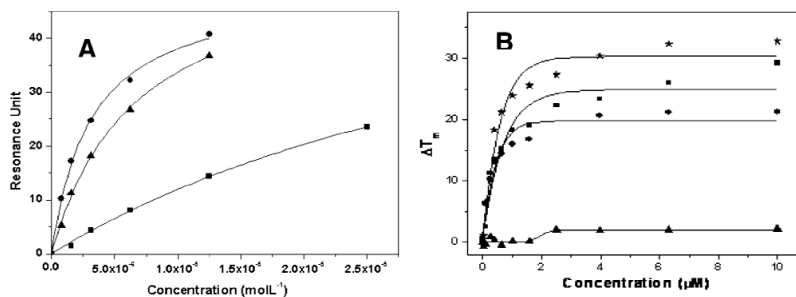 A
Resonance Unit
40
30
20
10
0
0.0
5.0x10⁻⁶
1.0x10⁻⁵
1.5x10⁻⁵
2.0x10⁻⁵
2.5x10⁻⁵
Concentration (molL⁻¹)
B
ΔTₘ
30
20
10
0
0
2
4
6
8
10
Concentration (µM)